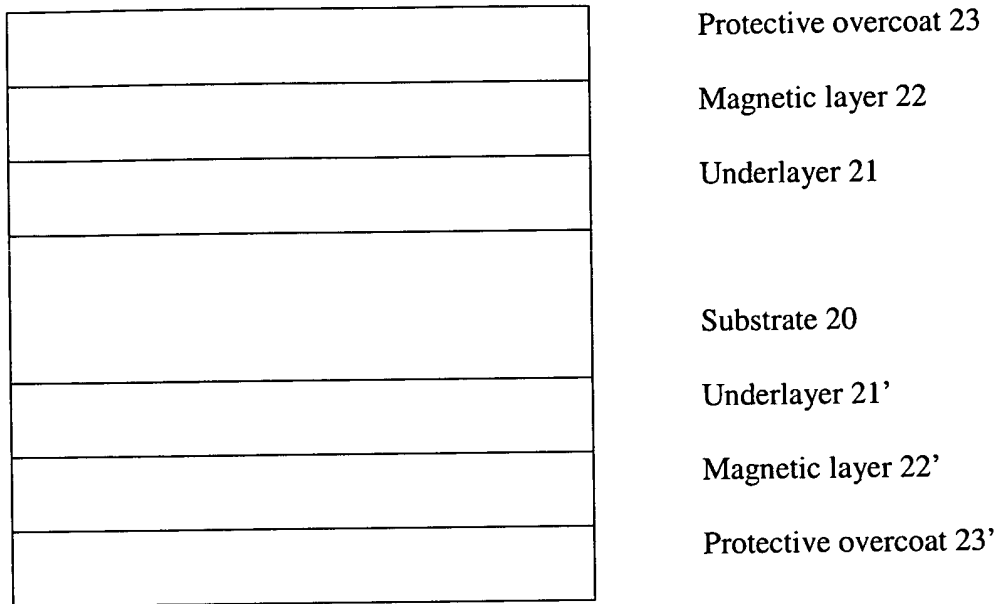 Protective overcoat 23
Magnetic layer 22
Underlayer 21
Substrate 20
Underlayer 21’
Magnetic layer 22’
Protective overcoat 23’